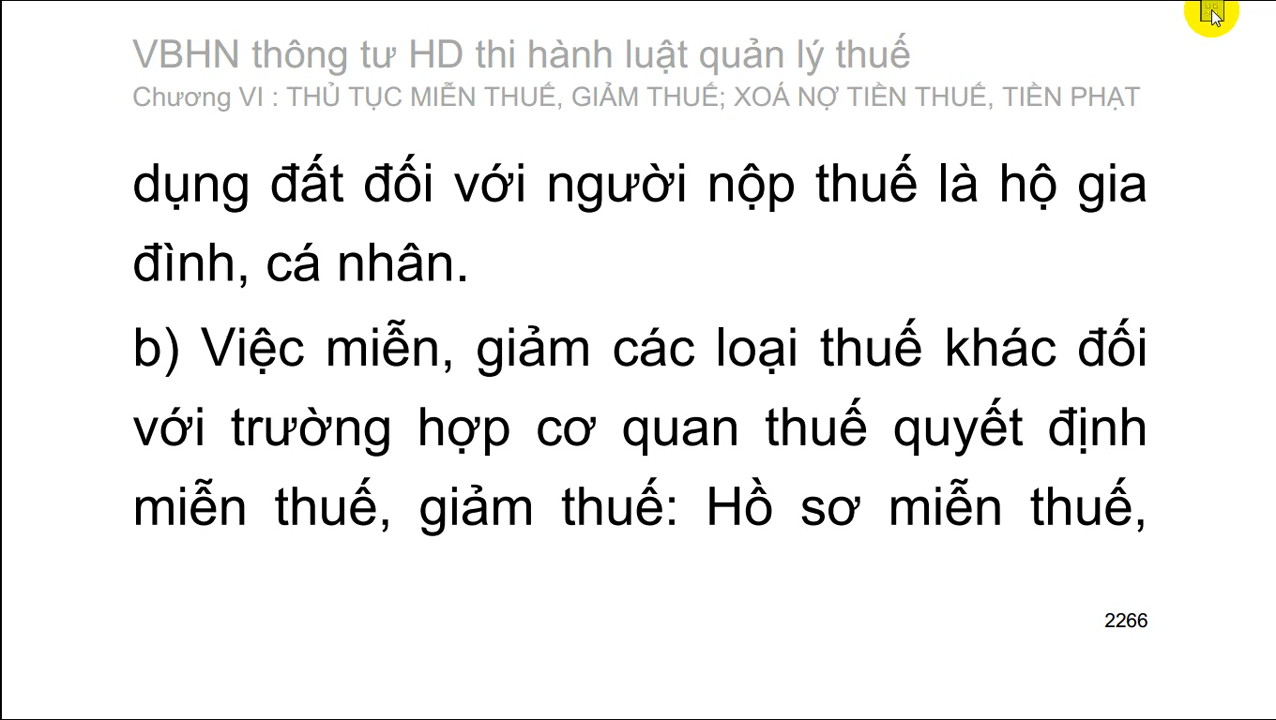 VBHN thông tư HD thi hành luật quản lý thuế
Chương VI : THỦ TỤC MIỄN THUẾ, GIẢM THUẾ; XOÁ NỢ TIỀN THUẾ, TIỀN PHẠT
dụng đất đối với người nộp thuế là hộ gia
đình, cá nhân.
b) Việc miễn, giảm các loại thuế khác đối
với trường hợp cơ quan thuế quyết định
miễn thuế, giảm thuế: Hồ sơ miễn thuế,
2266